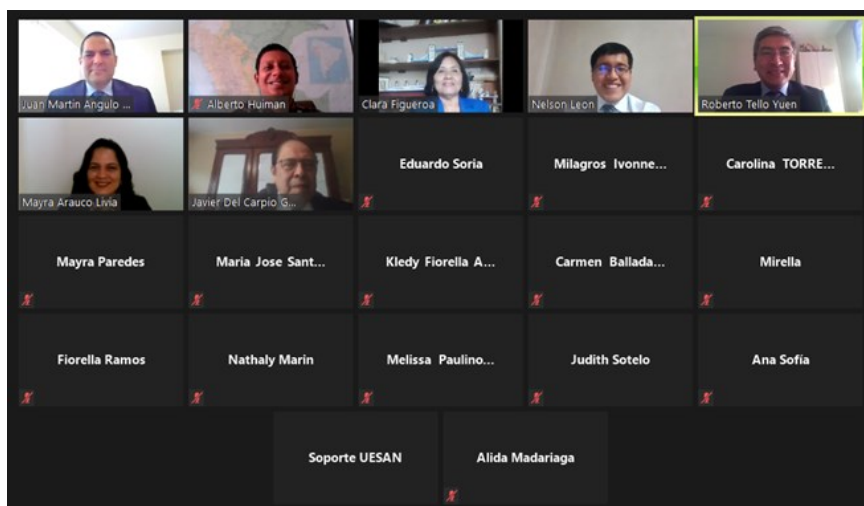 Juan Martin Angulo ...
Alberto Huiman
Clara Figueroa
Nelson Leon
Roberto Tello Yuen
Mayra Arauco Livia
Javier Del Carpio G...
Eduardo Soria
Milagros Ivonne...
Carolina TORRE...
Mayra Paredes
Maria Jose Sant...
Kledy Fiorella A...
Carmen Ballada...
Mirella
Fiorella Ramos
Nathaly Marin
Melissa Paulino...
Judith Sotelo
Ana Sofía
Soporte UESAN
Alida Madariaga